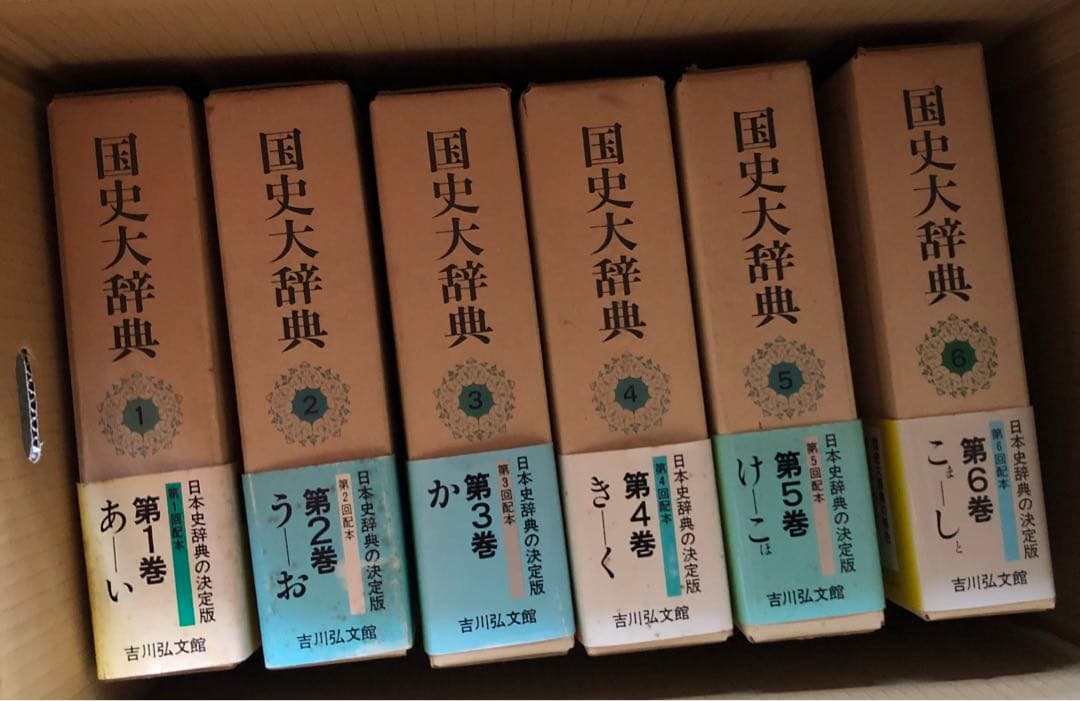 国史大辞典
1
日本史辞典の決定版
第1回配本
第1巻
あ―い
吉川弘文館
国史大辞典
2
日本史辞典の決定版
第2回配本
第2巻
う―お
吉川弘文館
国史大辞典
3
日本史辞典の決定版
第3回配本
第3巻
か
吉川弘文館
国史大辞典
4
日本史辞典の決定版
第4回配本
第4巻
き―く
吉川弘文館
国史大辞典
5
日本史辞典の決定版
第5回配本
第5巻
け―こほ
吉川弘文館
国史大辞典
6
日本史辞典の決定版
第6回配本
第6巻
こま―しと
吉川弘文館